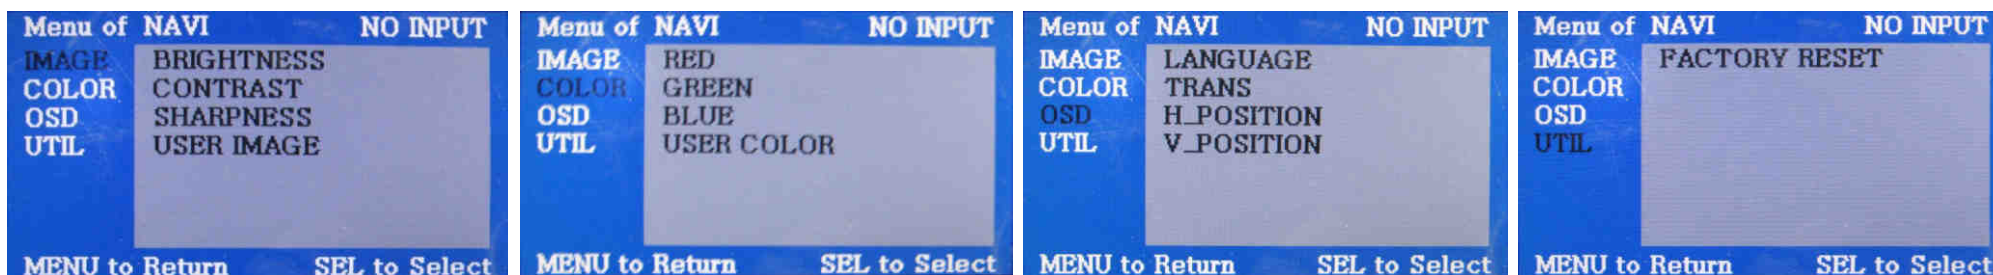 Menu of NAVI NO INPUT
IMAGE BRIGHTNESS
COLOR CONTRAST
OSD SHARPNESS
UTIL USER IMAGE
MENU to Return SEL to Select
Menu of NAVI NO INPUT
IMAGE RED
COLOR GREEN
OSD BLUE
UTIL USER COLOR
MENU to Return SEL to Select
Menu of NAVI NO INPUT
IMAGE LANGUAGE
COLOR TRANS
OSD H_POSITION
UTIL V_POSITION
MENU to Return SEL to Select
Menu of NAVI NO INPUT
IMAGE FACTORY RESET
COLOR
OSD
UTIL
MENU to Return SEL to Select